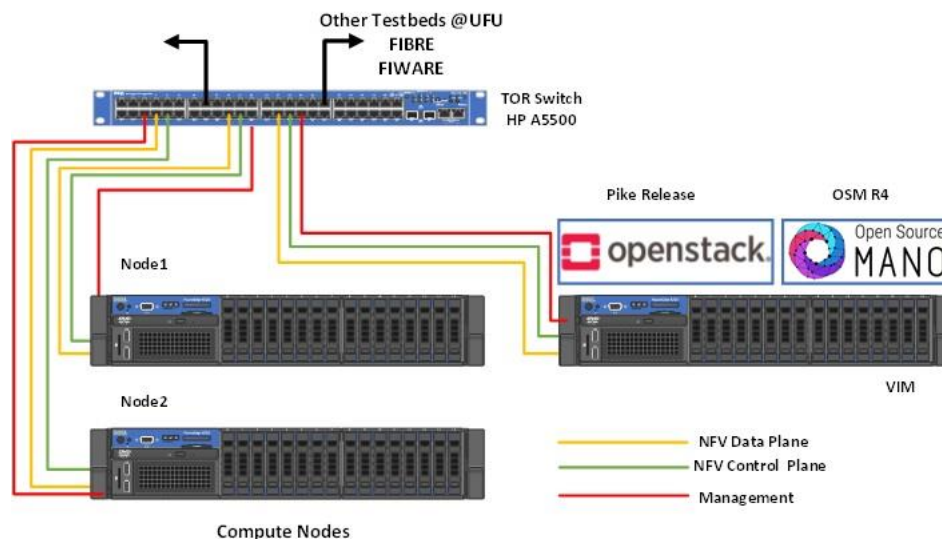 Other Testbeds @UFU
FIBRE
FIWARE
TOR Switch
HP A5500
Pike Release
OSM R4
openstack.
Open Source
MANO
Node1
VIM
Node2
NFV Data Plane
NFV Control Plane
Management
Compute Nodes